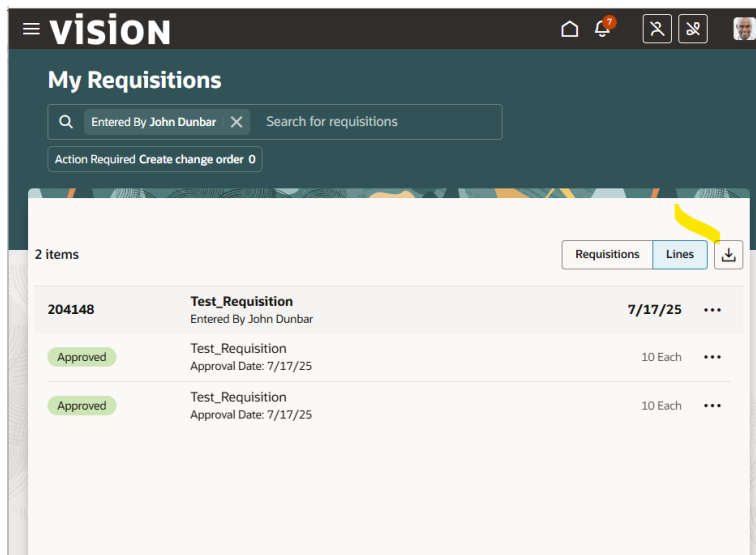 vision
7
My Requisitions
Entered By John Dunbar Search for requisitions
Action Required Create change order 0
2 items Requisitions Lines
204148 Test_Requisition 7/17/25
Entered By John Dunbar
Approved Test_Requisition 10 Each
Approval Date: 7/17/25
Approved Test_Requisition 10 Each
Approval Date: 7/17/25